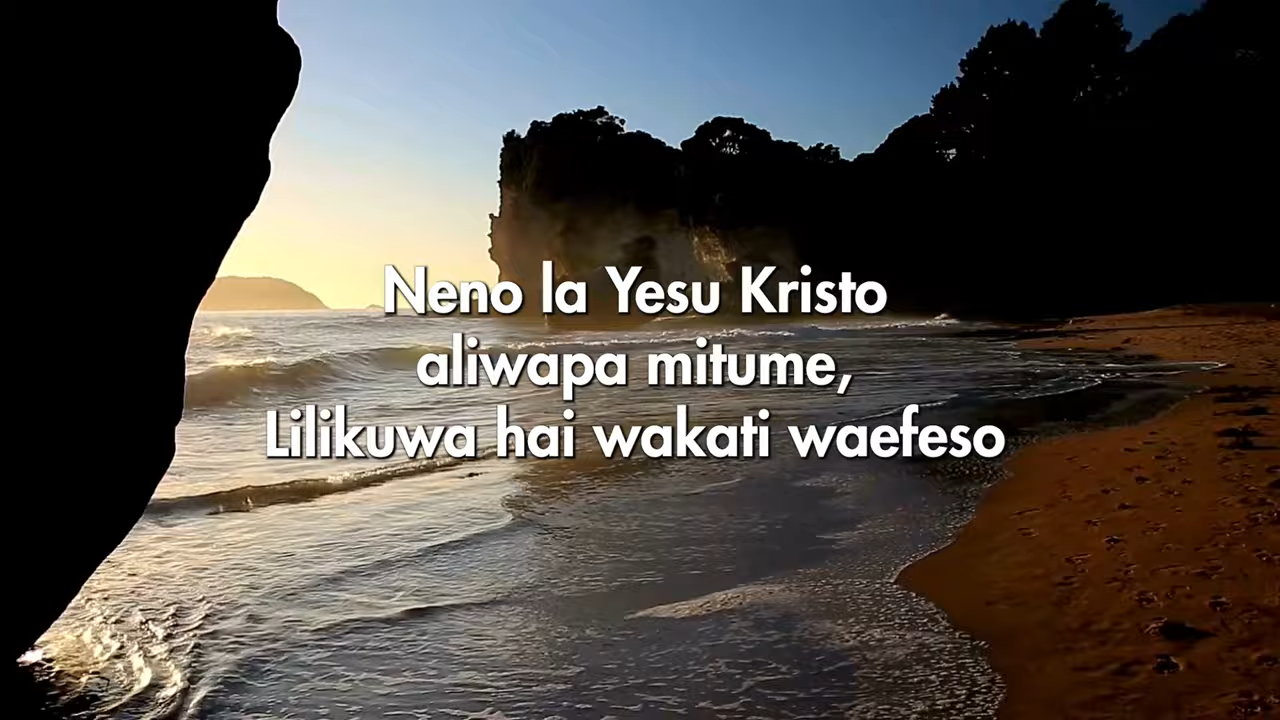 Neno la Yesu Kristo
aliwapa mitume,
Lilikuwa hai wakati waefeso